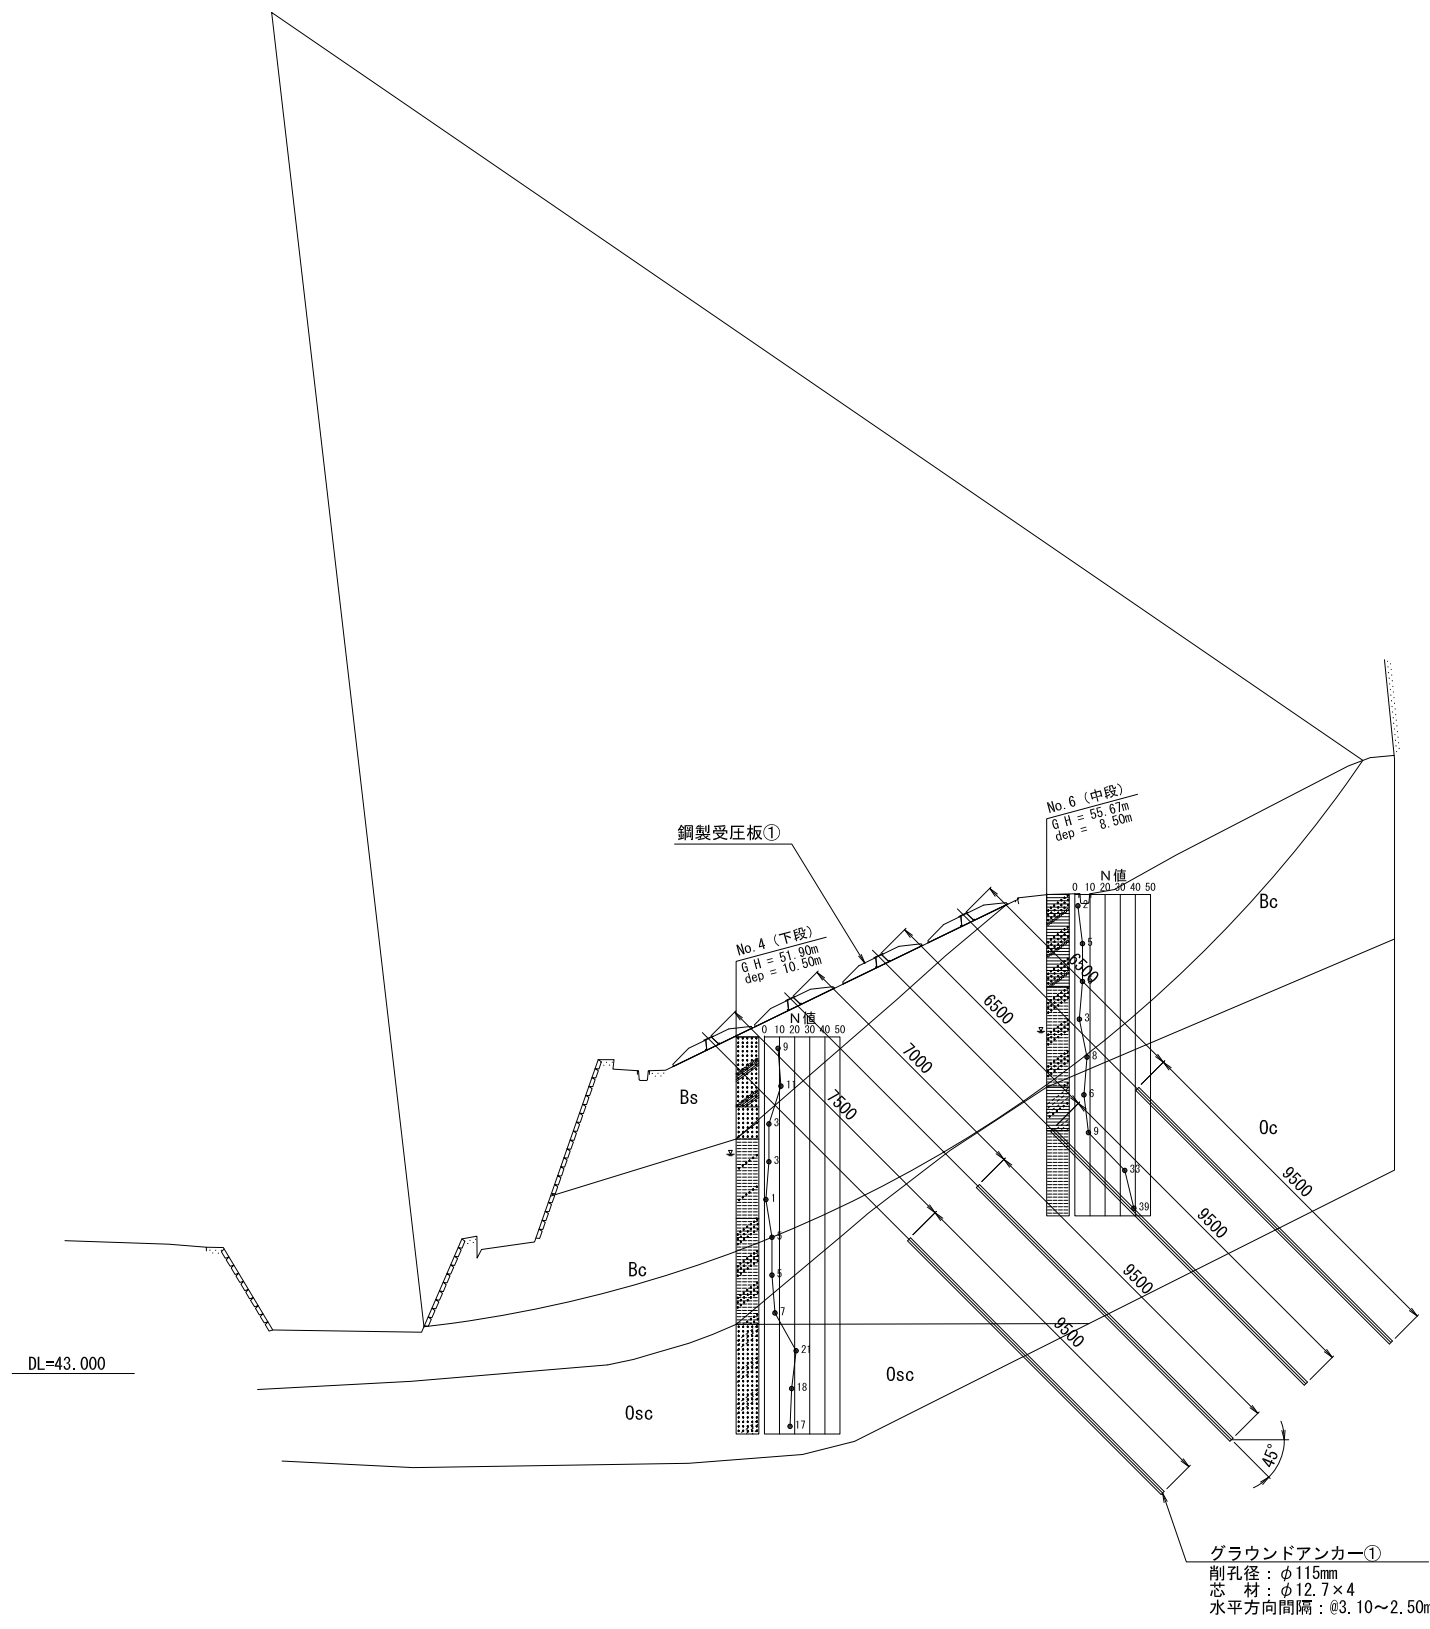 No.6 (中段)
G H = 55.67m
dep = 8.50m
鋼製受圧板①
N値
0 10 20 30 40 50
2
5
3
8
6
9
33
39
Bc
No.4 (下段)
G H = 51.90m
dep = 10.50m
N値
0 10 20 30 40 50
9
11
3
3
1
5
7
21
18
17
6500
6500
7000
7500
Bs
Oc
9500
9500
9500
9500
Bc
DL=43.000
Osc
Osc
45°
グラウンドアンカー①
削孔径：φ115mm
芯　材：φ12.7×4
水平方向間隔：@3.10～2.50m